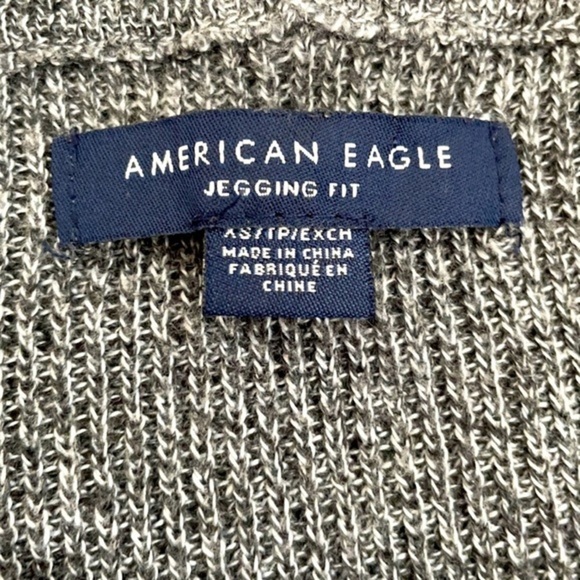 AMERICAN EAGLE
JEGGING FIT
XS/TP/EXCH
MADE IN CHINA
FABRIQUÉ EN
CHINE